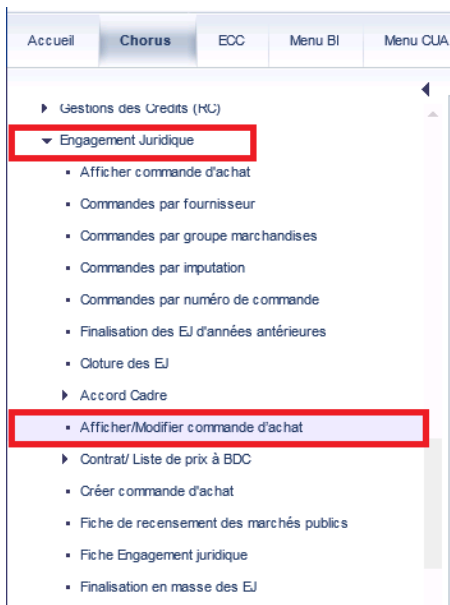 Accueil Chorus ECC Menu BI Menu CUA
Gestions des Crédits (RC)
Engagement Juridique
Afficher commande d'achat
Commandes par fournisseur
Commandes par groupe marchandises
Commandes par imputation
Commandes par numéro de commande
Finalisation des EJ d'années antérieures
Cloture des EJ
Accord Cadre
Afficher/Modifier commande d'achat
Contrat/ Liste de prix à BDC
Créer commande d'achat
Fiche de recensement des marchés publics
Fiche Engagement juridique
Finalisation en masse des EJ